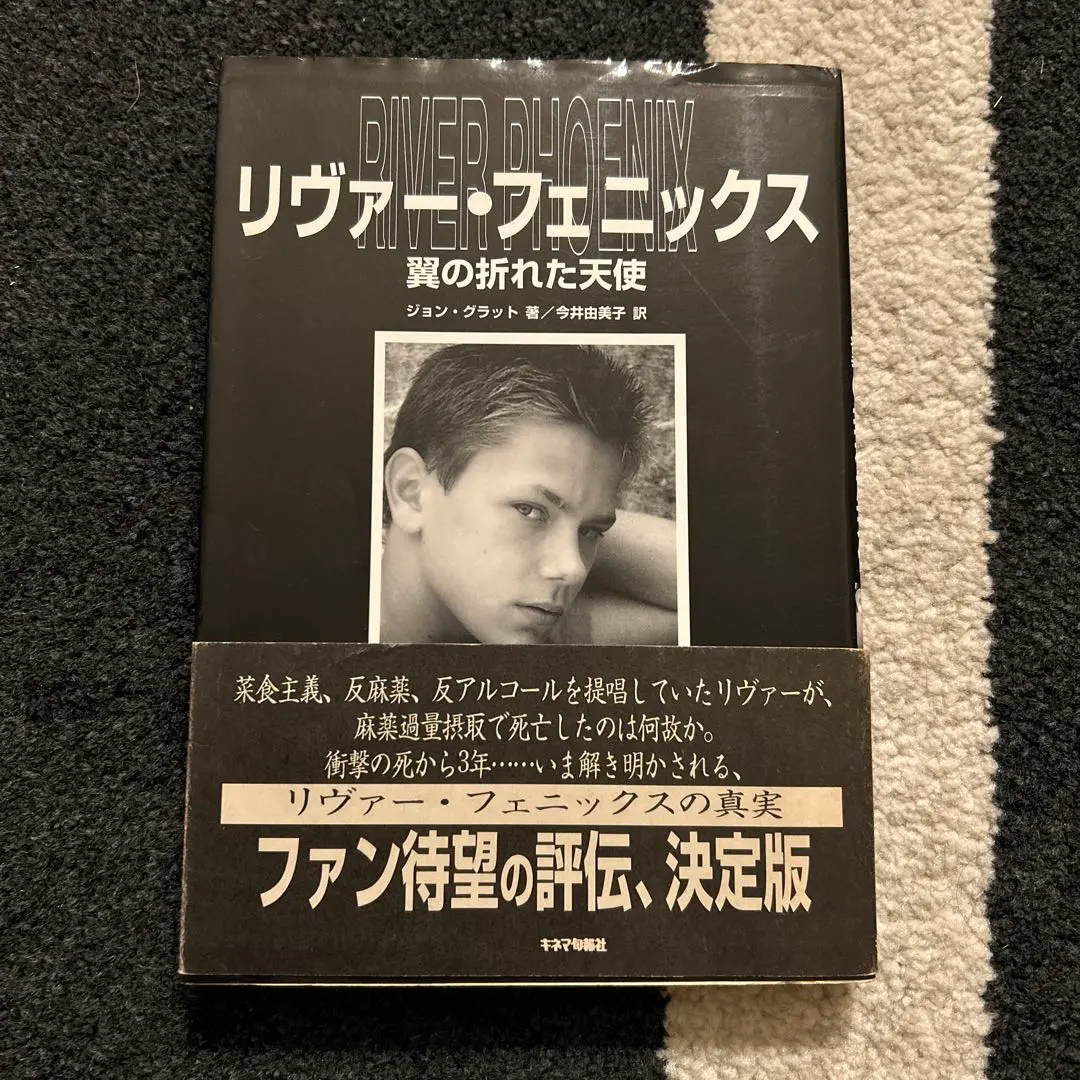 RIVER PHOENIX
リヴァー・フェニックス
翼の折れた天使
ジョン・グラット 著／今井由美子 訳
菜食主義、反麻薬、反アルコールを提唱していたリヴァーが、
麻薬過量摂取で死亡したのは何故か。
衝撃の死から3年……いま解き明かされる、
リヴァー・フェニックスの真実
ファン待望の評伝、決定版
キネマ旬報社